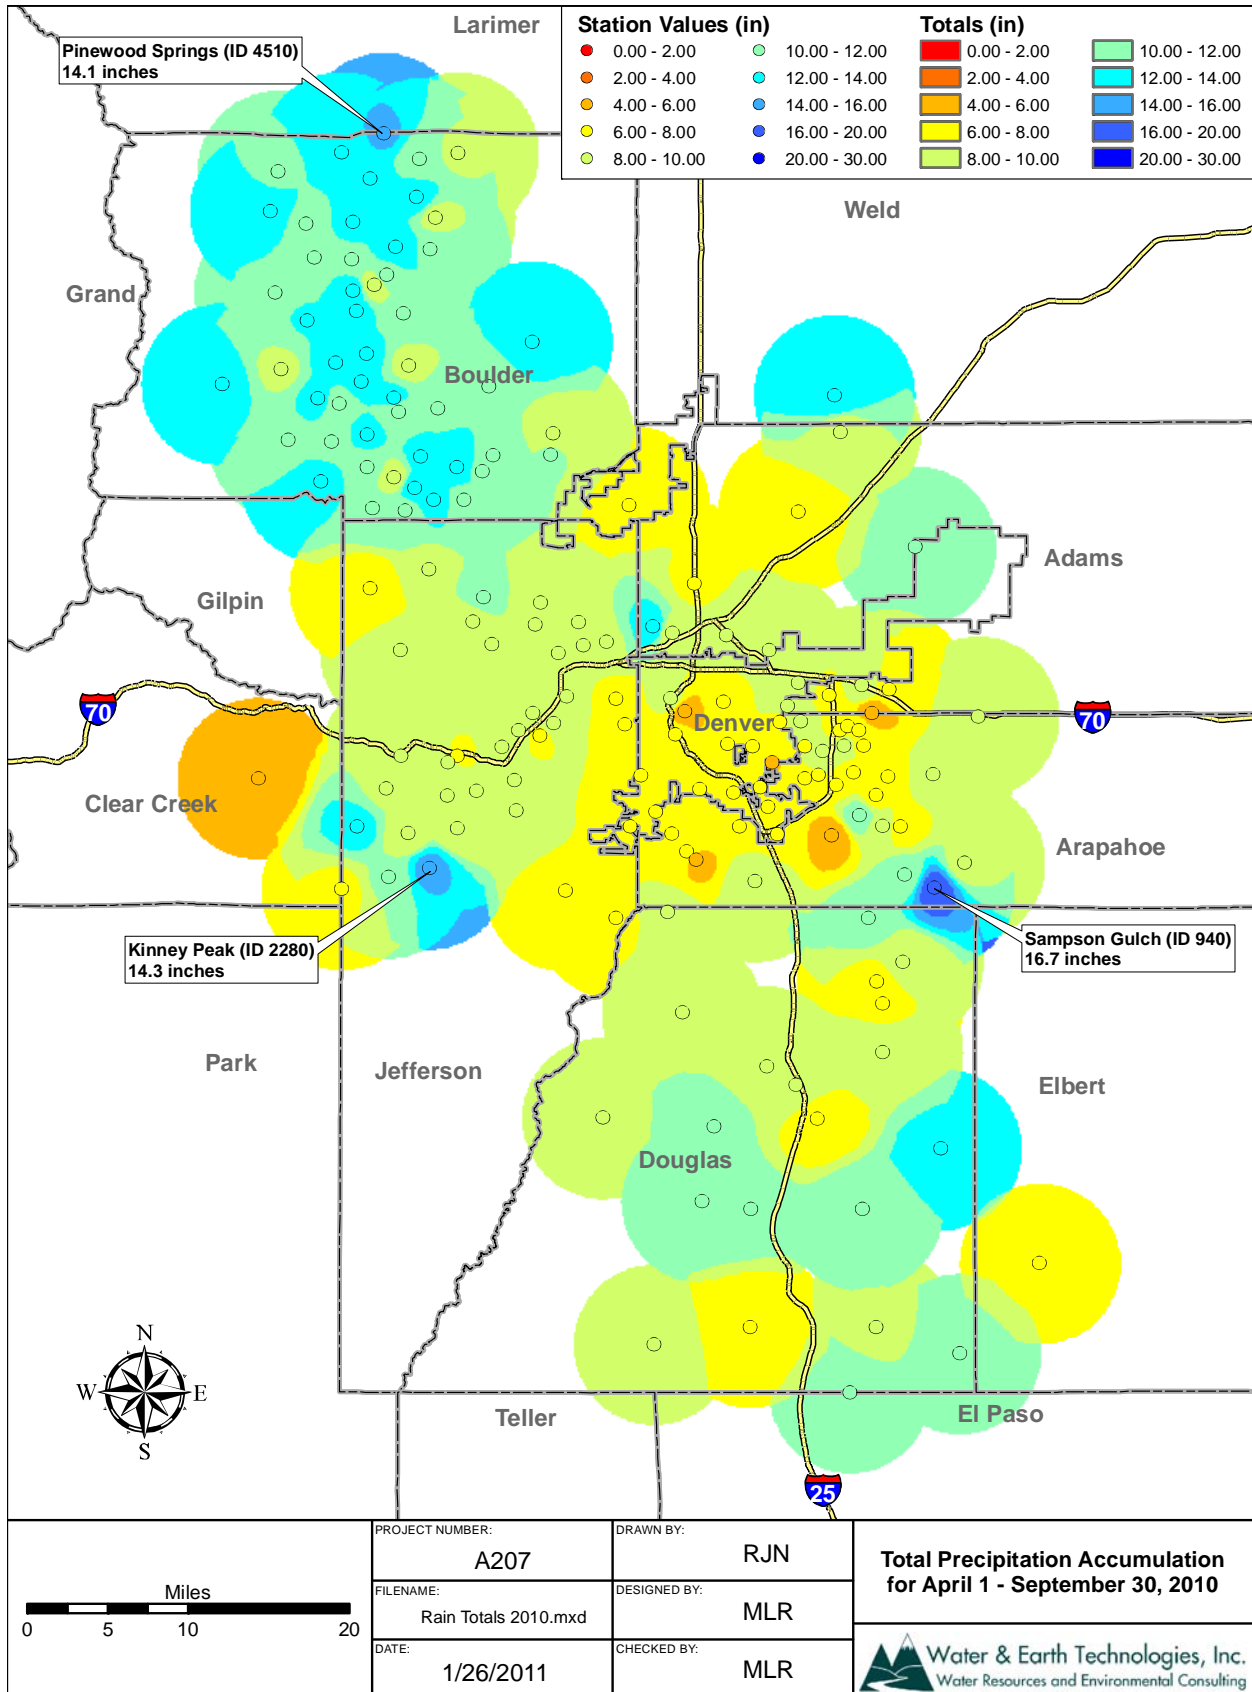 Larimer
Pinewood Springs (ID 4510)
14.1 inches
Station Values (in)
0.00 - 2.00
2.00 - 4.00
4.00 - 6.00
6.00 - 8.00
8.00 - 10.00
10.00 - 12.00
12.00 - 14.00
14.00 - 16.00
16.00 - 20.00
20.00 - 30.00
Totals (in)
0.00 - 2.00
2.00 - 4.00
4.00 - 6.00
6.00 - 8.00
8.00 - 10.00
10.00 - 12.00
12.00 - 14.00
14.00 - 16.00
16.00 - 20.00
20.00 - 30.00
Weld
Grand
Boulder
Adams
Gilpin
70
Denver
70
Clear Creek
Arapahoe
Kinney Peak (ID 2280)
14.3 inches
Sampson Gulch (ID 940)
16.7 inches
Park
Jefferson
Elbert
Douglas
N
W
E
S
Teller
El Paso
25
Miles
0 5 10 20
PROJECT NUMBER:
A207
DRAWN BY:
RJN
FILENAME:
Rain Totals 2010.mxd
DESIGNED BY:
MLR
DATE:
1/26/2011
CHECKED BY:
MLR
Total Precipitation Accumulation
for April 1 - September 30, 2010
Water & Earth Technologies, Inc.
Water Resources and Environmental Consulting